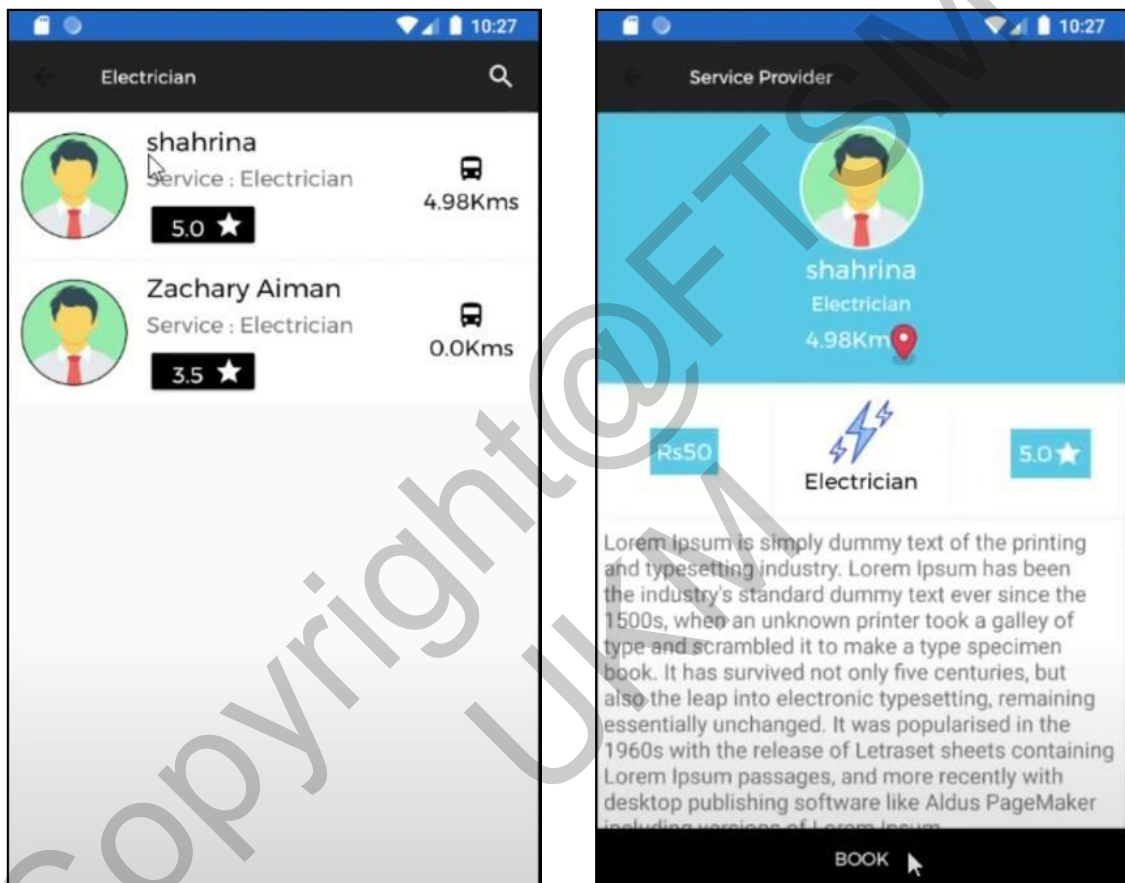 10:27
Electrician
shahrina
Service : Electrician
4.98Kms
5.0
Zachary Aiman
Service : Electrician
0.0Kms
3.5
10:27
Service Provider
shahrina
Electrician
4.98Km
Rs50
Electrician
5.0
Lorem Ipsum is simply dummy text of the printing
and typesetting industry. Lorem Ipsum has been
the industry's standard dummy text ever since the
1500s, when an unknown printer took a galley of
type and scrambled it to make a type specimen
book. It has survived not only five centuries, but
also the leap into electronic typesetting, remaining
essentially unchanged. It was popularised in the
1960s with the release of Letraset sheets containing
Lorem Ipsum passages, and more recently with
desktop publishing software like Aldus PageMaker
including versions of Lorem Ipsum
BOOK
Copyright@FTSM
UKM